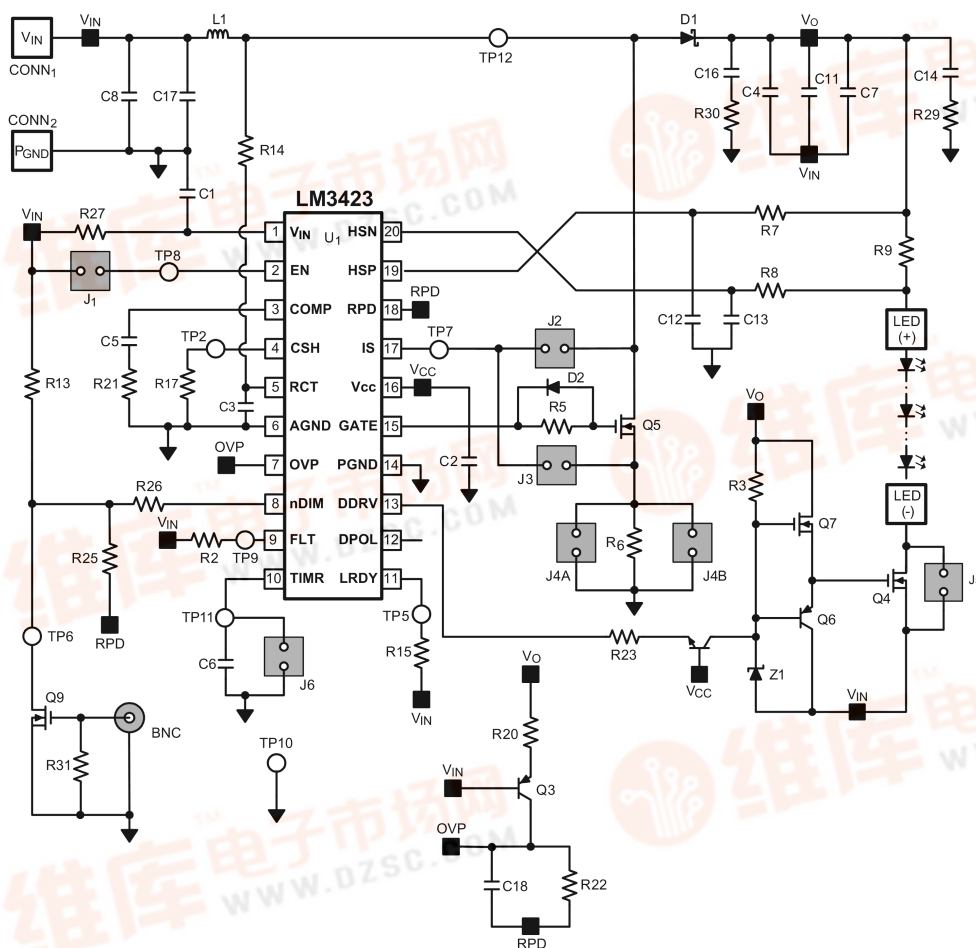 VIN
VIN
CONN1
L1
TP12
D1
VO
C8
C17
C16
C4
C11
C7
C14
CONN2
PGND
R30
R29
VIN
R14
C1
LM3423
VIN
R27
1 VIN
U1
HSN 20
R7
R9
J1
TP8
2 EN
HSP 19
R8
3 COMP
RPD 18
RPD
C12
C13
LED
(+)
C5
TP2
4 CSH
IS 17
TP7
J2
R13
R21
R17
5 RCT
Vcc 16
VCC
D2
C3
R5
VO
6 AGND
GATE 15
Q5
OVP
7 OVP
PGND 14
C2
J3
R3
R26
8 nDIM
DDRV 13
LED
(-)
VIN
R2
TP9
9 FLT
DPOL 12
J4A
R6
J4B
Q7
R25
10 TIMR
LRDY 11
Q4
J
RPD
TP11
TP5
Q6
TP6
C6
J6
R15
R23
VCC
Z1
VIN
VIN
VO
Q9
BNC
R31
TP10
R20
VIN
Q3
OVP
C18
R22
RPD
维库电子市场网
WWW.DZSC.COM
TM